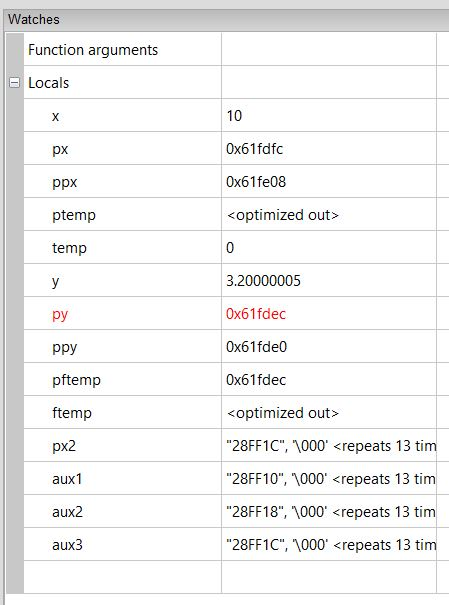 Watches
Function arguments
Locals
x 10
px 0x61fdfc
ppx 0x61fe08
ptemp <optimized out>
temp 0
y 3.20000005
py 0x61fdec
ppy 0x61fde0
pftemp 0x61fdec
ftemp <optimized out>
px2 "28FF1C", '\000' <repeats 13 tim
aux1 "28FF10", '\000' <repeats 13 tim
aux2 "28FF18", '\000' <repeats 13 tim
aux3 "28FF1C", '\000' <repeats 13 tim